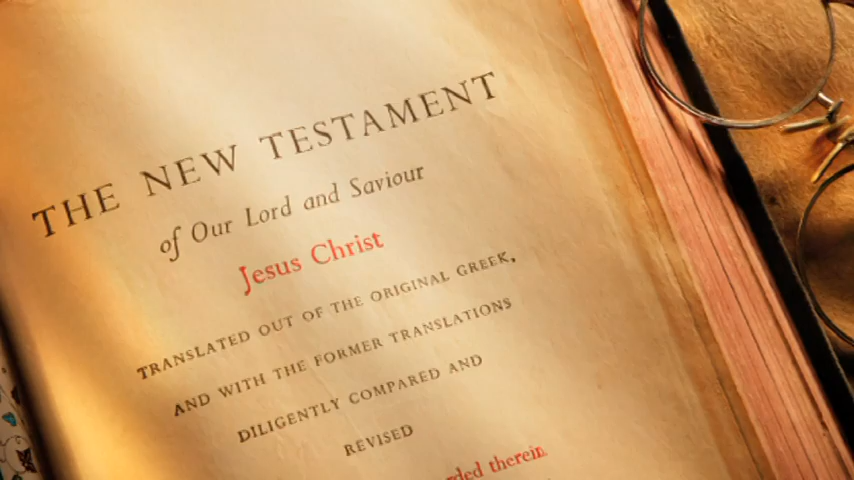 THE NEW TESTAMENT
of Our Lord and Saviour
Jesus Christ
TRANSLATED OUT OF THE ORIGINAL GREEK,
AND WITH THE FORMER TRANSLATIONS
DILIGENTLY COMPARED AND
REVISED
therein